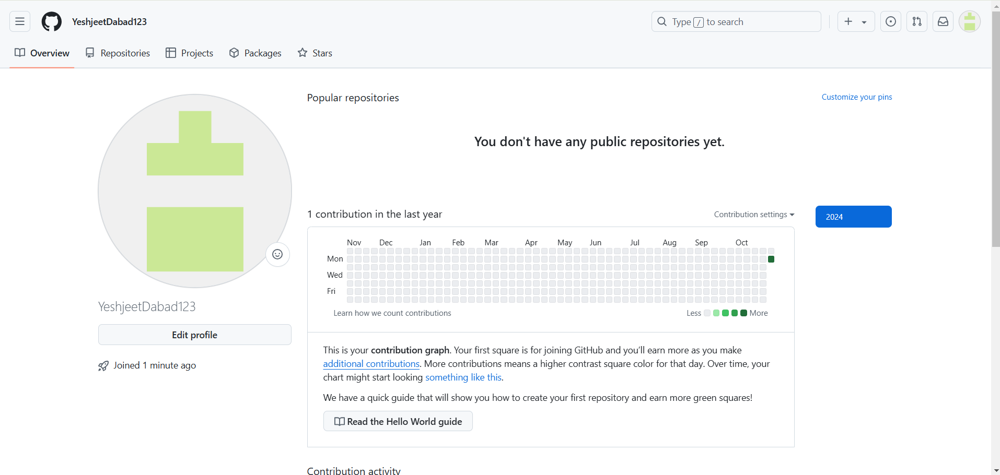 YeshjeetDabad123
Type / to search
Overview Repositories Projects Packages Stars
Popular repositories
Customize your pins
You don't have any public repositories yet.
1 contribution in the last year
Contribution settings
2024
Nov Dec Jan Feb Mar Apr May Jun Jul Aug Sep Oct
Mon
Wed
Fri
Learn how we count contributions
Less More
YeshjeetDabad123
Edit profile
Joined 1 minute ago
This is your contribution graph. Your first square is for joining GitHub and you’ll earn more as you make
additional contributions. More contributions means a higher contrast square color for that day. Over time, your
chart might start looking something like this.
We have a quick guide that will show you how to create your first repository and earn more green squares!
Read the Hello World guide
Contribution activity